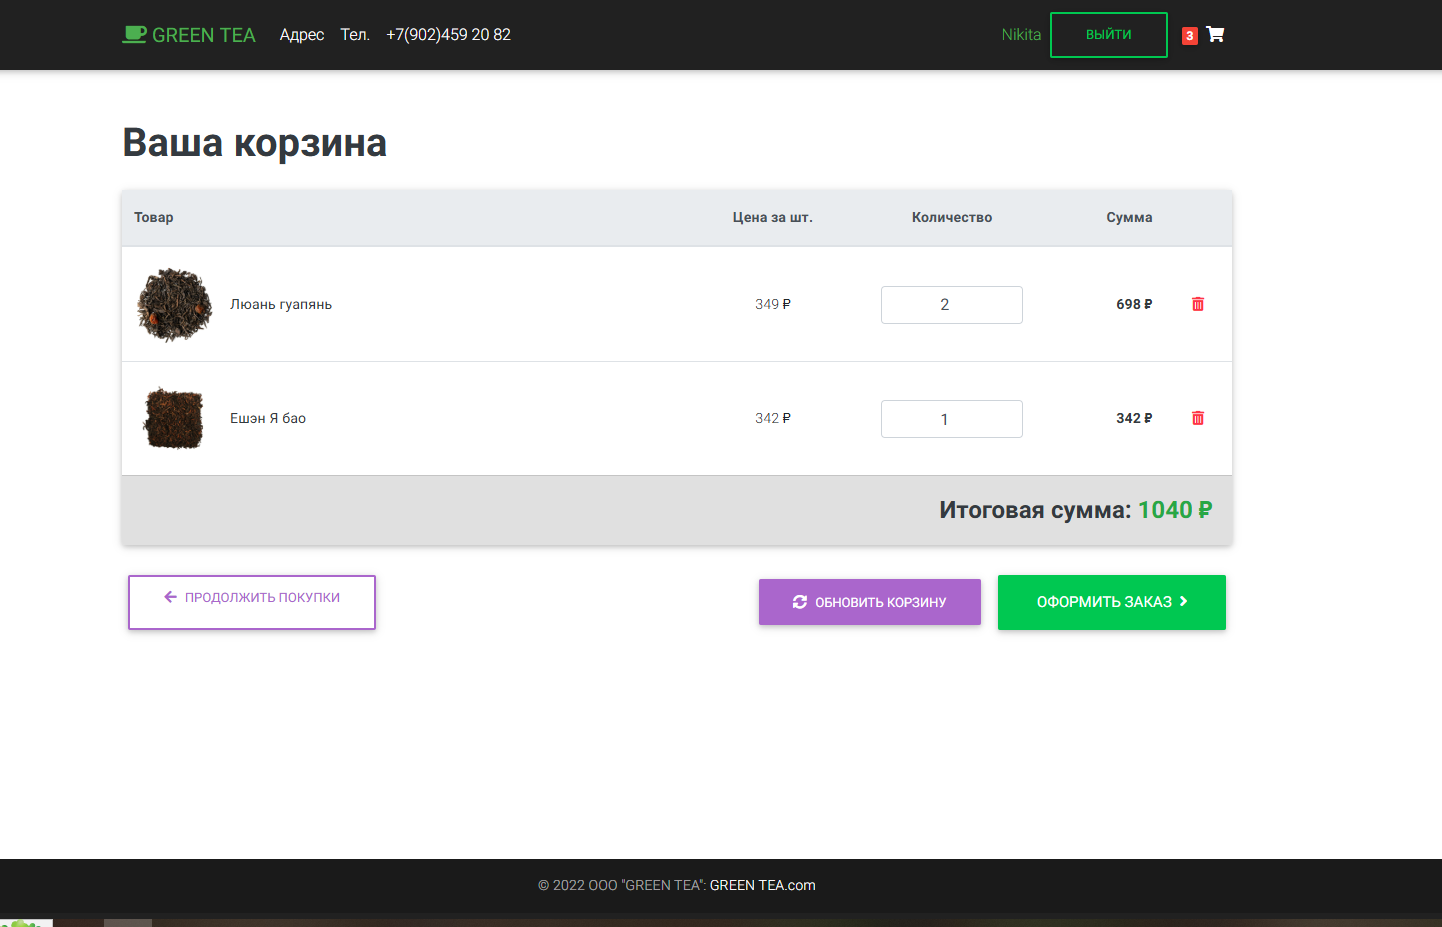 GREEN TEA Адрес Тел. +7(902)459 20 82 Nikita ВЫЙТИ 3
Ваша корзина
Товар Цена за шт. Количество Сумма
Люань гуапянь 349 ₽ 2 698 ₽
Ешэн Я бао 342 ₽ 1 342 ₽
Итоговая сумма: 1040 ₽
ПРОДОЛЖИТЬ ПОКУПКИ ОБНОВИТЬ КОРЗИНУ ОФОРМИТЬ ЗАКАЗ
© 2022 ООО "GREEN TEA": GREEN TEA.com